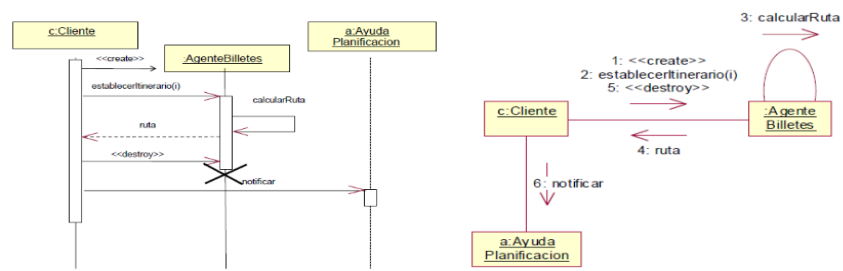 c:Cliente
:AgenteBilletes
a:Ayuda
Planificacion
<<create>>
establecerItinerario(i)
calcularRuta
ruta
<<destroy>>
notificar
3: calcularRuta
1: <<create>>
2: establecerItinerario(i)
5: <<destroy>>
c:Cliente
:Agente
Billetes
4: ruta
6: notificar
a:Ayuda
Planificacion